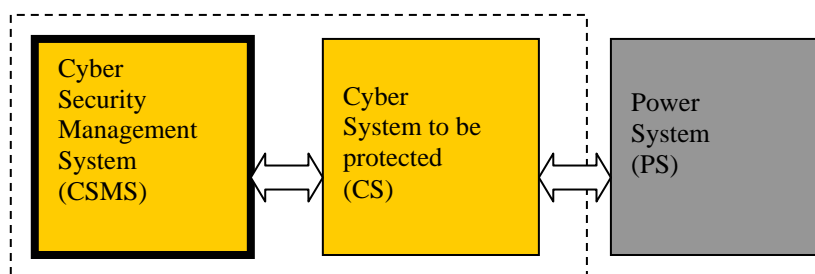 Cyber
Security
Management
System
(CSMS)
Cyber
System to be
protected
(CS)
Power
System
(PS)